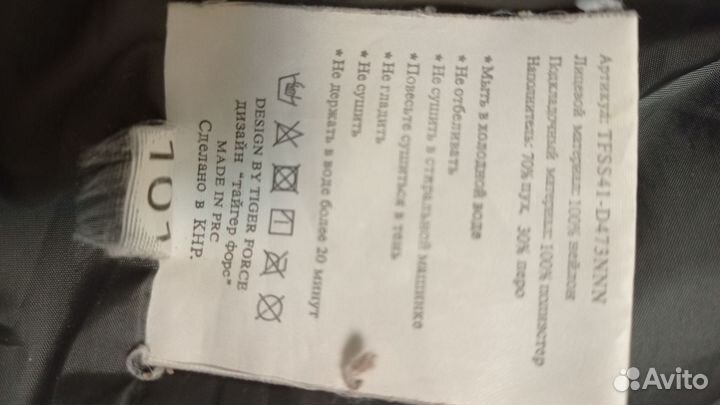 Артикул: TFSS41-D473NNN
Лицевой материал: 100% нейлон
Подкладочный материал: 100% полиэстер
Наполнитель: 70% пух, 30% перо
*Мыть в холодной воде
*Не отбеливать
*Не сушить в стиральной машинке
*Повесьте сушиться в тень
*Не гладить
*Не сушить
*Не держать в воде более 20 минут
DESIGN BY TIGER FORCE
дизайн "тайгер форс"
MADE IN PRC
Сделано в КНР.
101
Avito